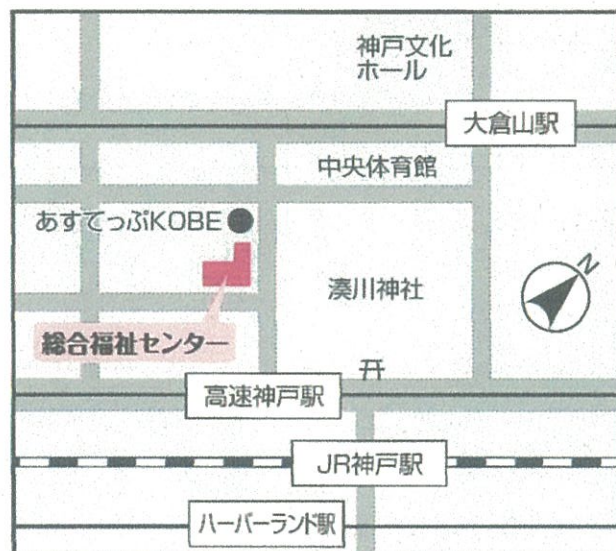 神戸文化
ホール
大倉山駅
中央体育館
あすてっぷKOBE
湊川神社
N
総合福祉センター
高速神戸駅
JR神戸駅
ハーバーランド駅